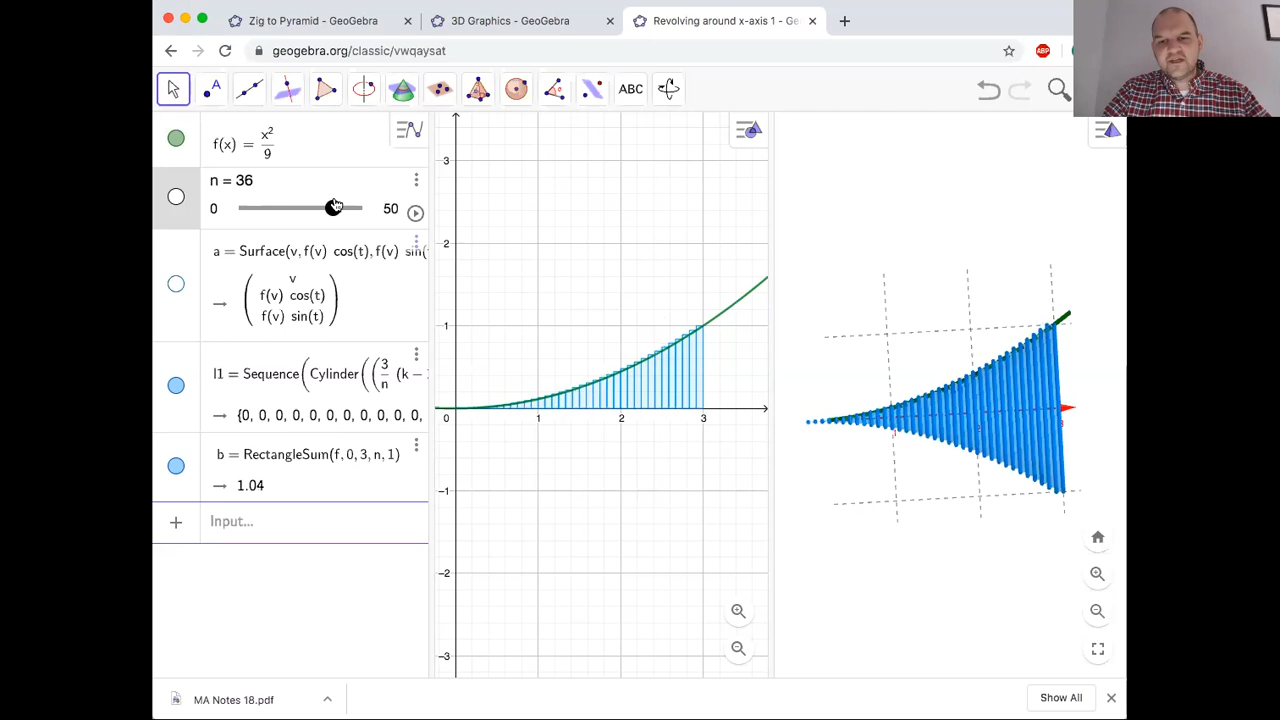 Zig to Pyramid - GeoGebra
3D Graphics - GeoGebra
Revolving around x-axis 1 - Ge
geogebra.org/classic/vwqaysat
ABP
A
ABC
f(x) = x² / 9
n = 36
0
50
a = Surface(v, f(v) cos(t), f(v) sin(
→ ( v
f(v) cos(t)
f(v) sin(t) )
l1 = Sequence(Cylinder((3/n (k −
→ {0, 0, 0, 0, 0, 0, 0, 0, 0, 0, 0,
b = RectangleSum(f, 0, 3, n, 1)
→ 1.04
+ Input...
3
2
1
0 1 2 3
−1
−2
−3
MA Notes 18.pdf
Show All